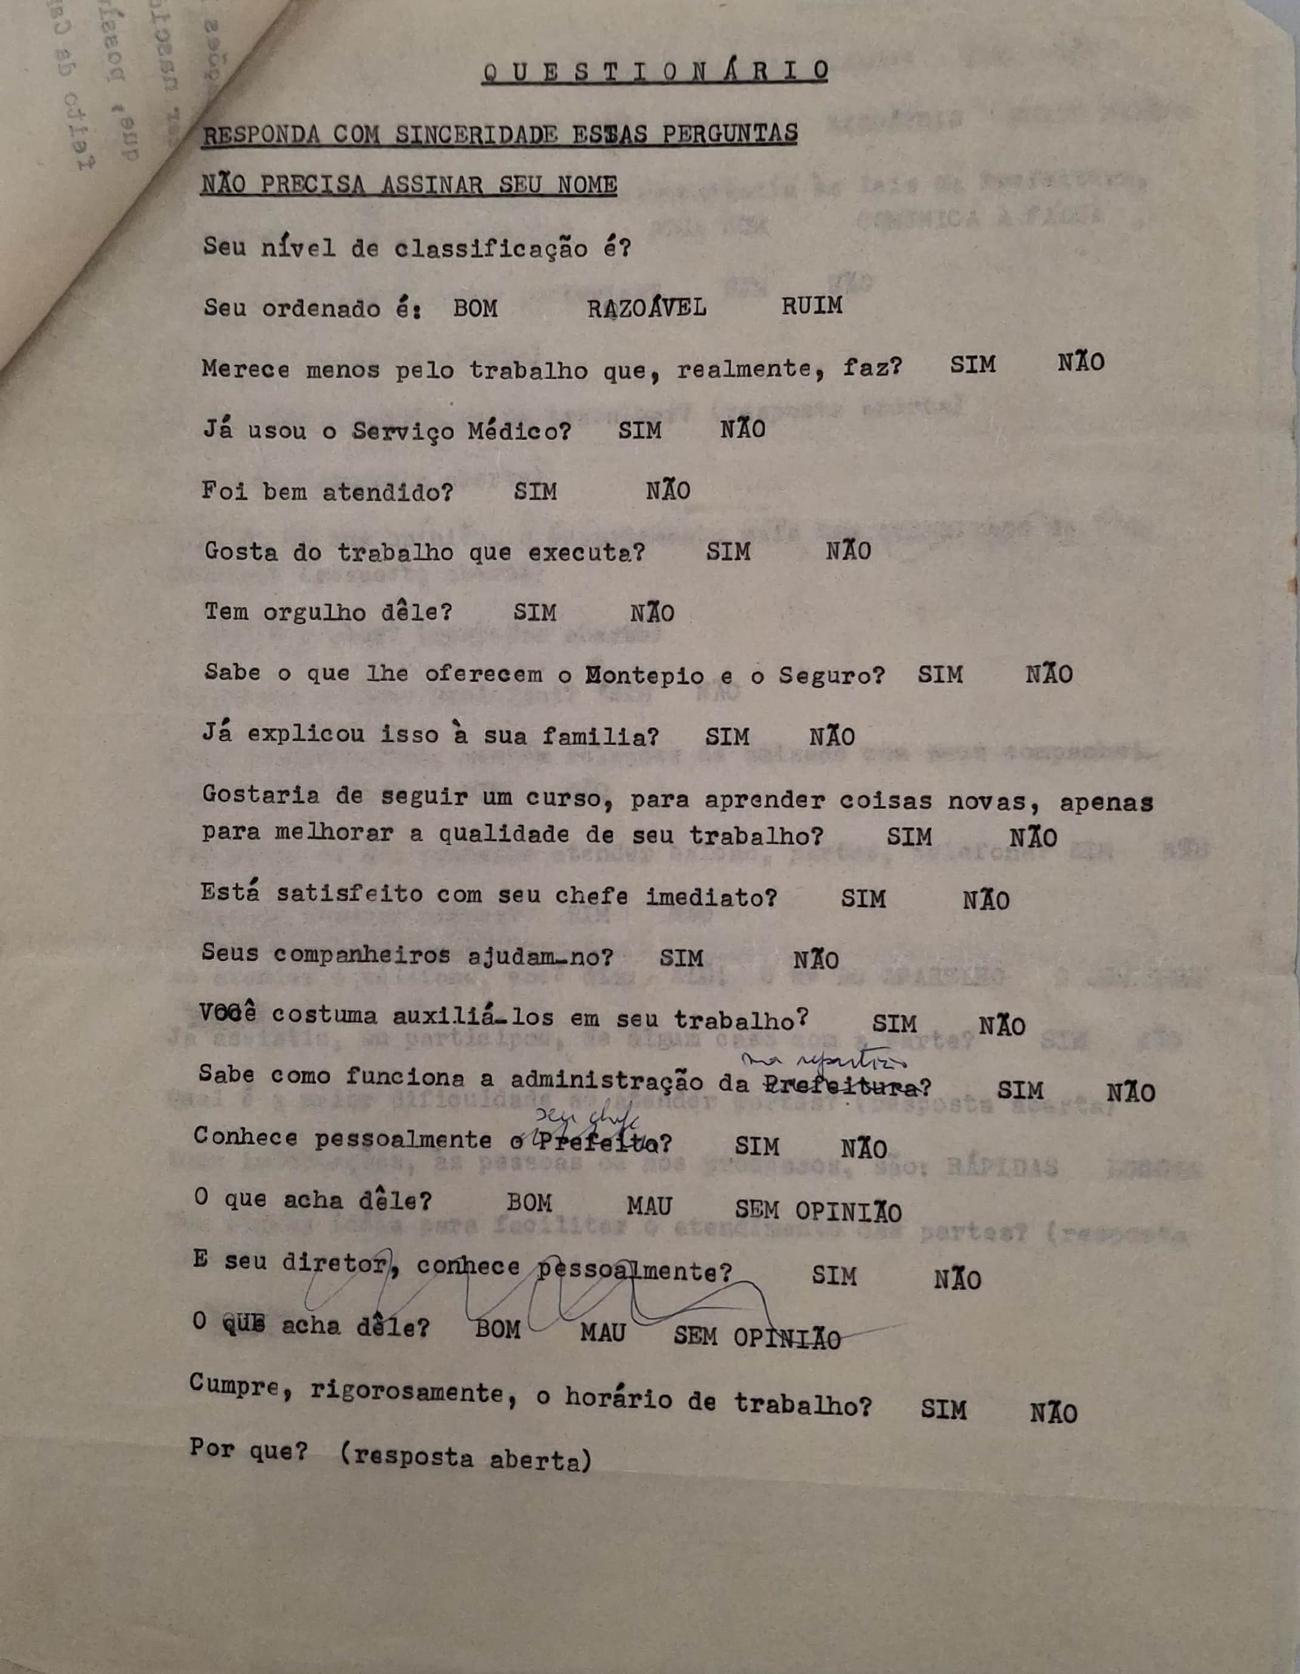 QUESTIONÁRIO
RESPONDA COM SINCERIDADE ESSAS PERGUNTAS
NÃO PRECISA ASSINAR SEU NOME
Seu nível de classificação é?
Seu ordenado é: BOM RAZOÁVEL RUIM
Merece menos pelo trabalho que, realmente, faz? SIM NÃO
Já usou o Serviço Médico? SIM NÃO
Foi bem atendido? SIM NÃO
Gosta do trabalho que executa? SIM NÃO
Tem orgulho dêle? SIM NÃO
Sabe o que lhe oferecem o Montepio e o Seguro? SIM NÃO
Já explicou isso à sua familia? SIM NÃO
Gostaria de seguir um curso, para aprender coisas novas, apenas
para melhorar a qualidade de seu trabalho? SIM NÃO
Está satisfeito com seu chefe imediato? SIM NÃO
Seus companheiros ajudam-no? SIM NÃO
Você costuma auxiliá-los em seu trabalho? SIM NÃO
repartição
Sabe como funciona a administração da Prefeitura? SIM NÃO
seu chefe
Conhece pessoalmente o Prefeito? SIM NÃO
O que acha dêle? BOM MAU SEM OPINIÃO
E seu diretor, conhece pessoalmente? SIM NÃO
O QUE acha dêle? BOM MAU SEM OPINIÃO
Cumpre, rigorosamente, o horário de trabalho? SIM NÃO
Por que? (resposta aberta)